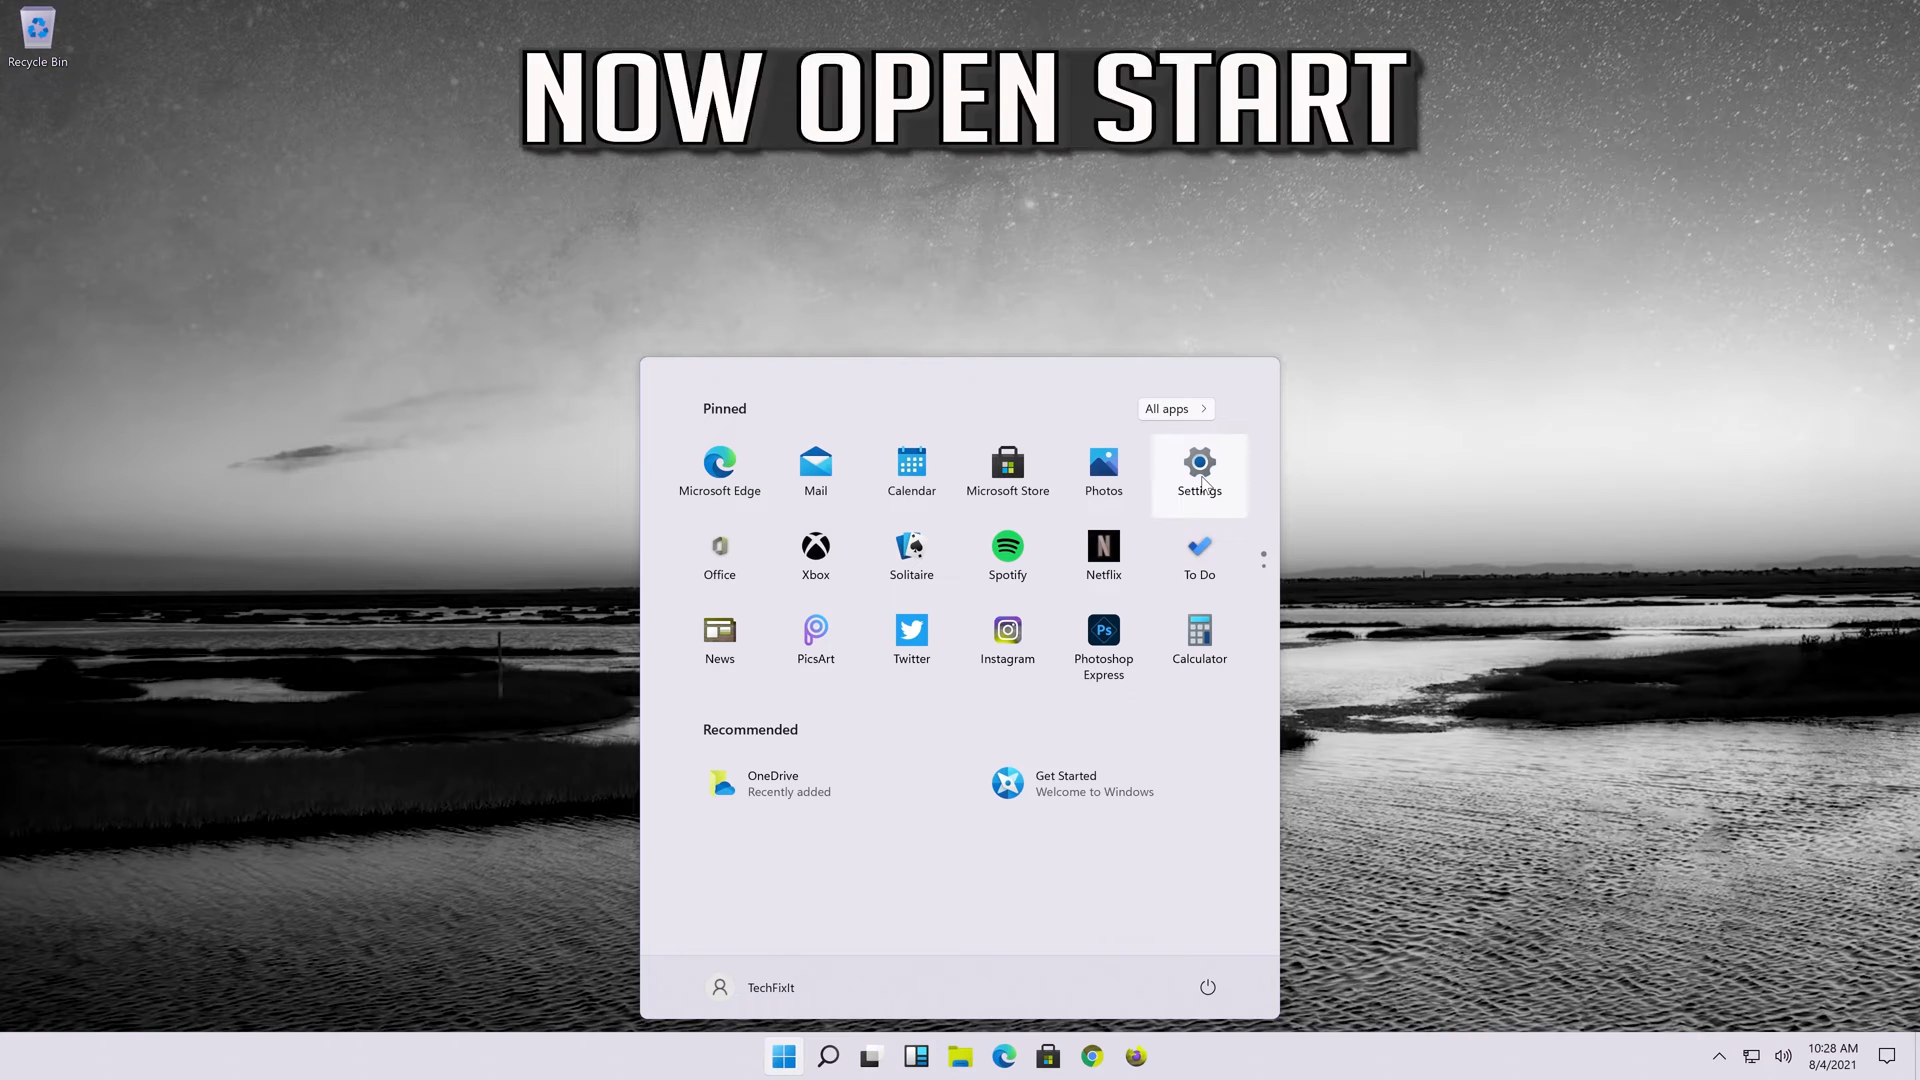 Recycle Bin
NOW OPEN START
Pinned
All apps
Microsoft Edge
Mail
Calendar
Microsoft Store
Photos
Settings
Office
Xbox
Solitaire
Spotify
Netflix
To Do
News
PicsArt
Twitter
Instagram
Photoshop Express
Calculator
Recommended
OneDrive
Recently added
Get Started
Welcome to Windows
TechFixIt
10:28 AM
8/4/2021